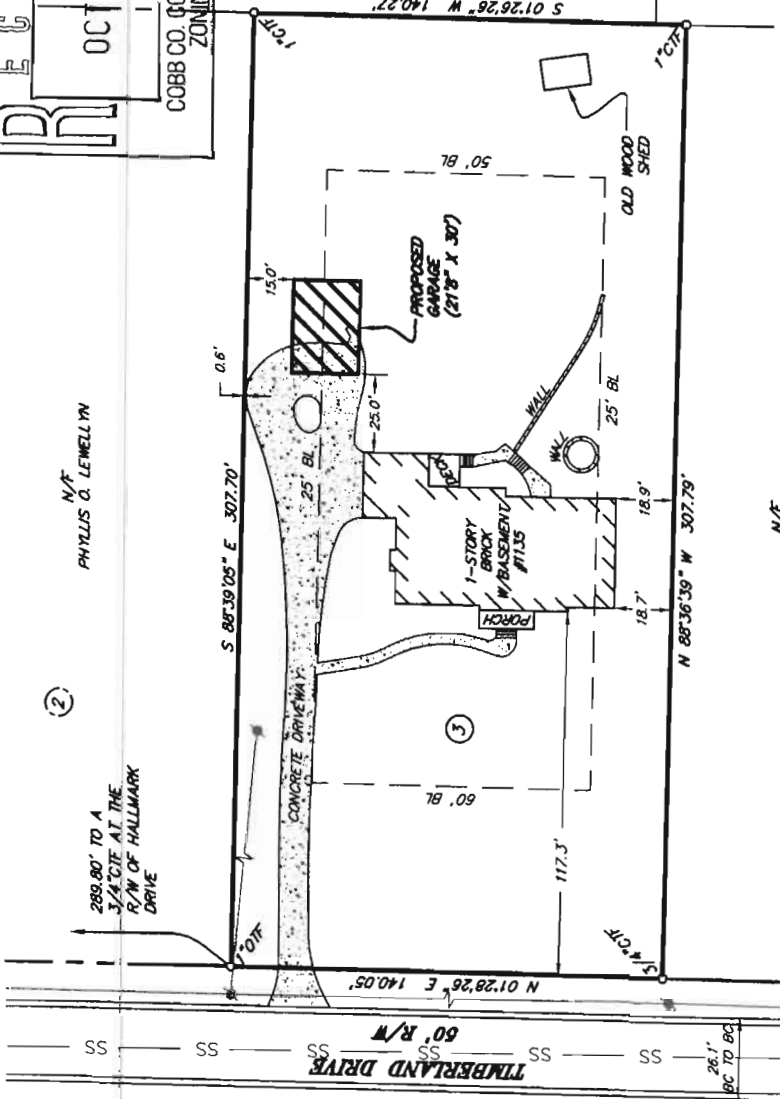 R
E C
OCT
COBB CO. CO
ZONIN
S 01°26'26" W 140.27'
1"CTF
1"CTF
OLD WOOD
SHED
50' BL
PROPOSED
GARAGE
(21'8" X 30')
15.0'
0.6'
25.0'
25' BL
WALL
WALL
25' BL
DECK
N/F
PHYLLIS O. LEWELLYN
S 88°39'05" E 307.70'
1-STORY
BRICK
W/BASEMENT
#1135
PORCH
18.9'
18.7'
N 88°36'39" W 307.79'
N/F
2
3
CONCRETE DRIVEWAY
60' BL
117.3'
289.80' TO A
3/4"CTF AT THE
R/W OF HALLMARK
DRIVE
1"OTF
3/4"CTF
N 01°28'26" E 140.05'
TIMBERLAND DRIVE
50' R/W
SS SS SS SS SS
26.1'
BC TO BC